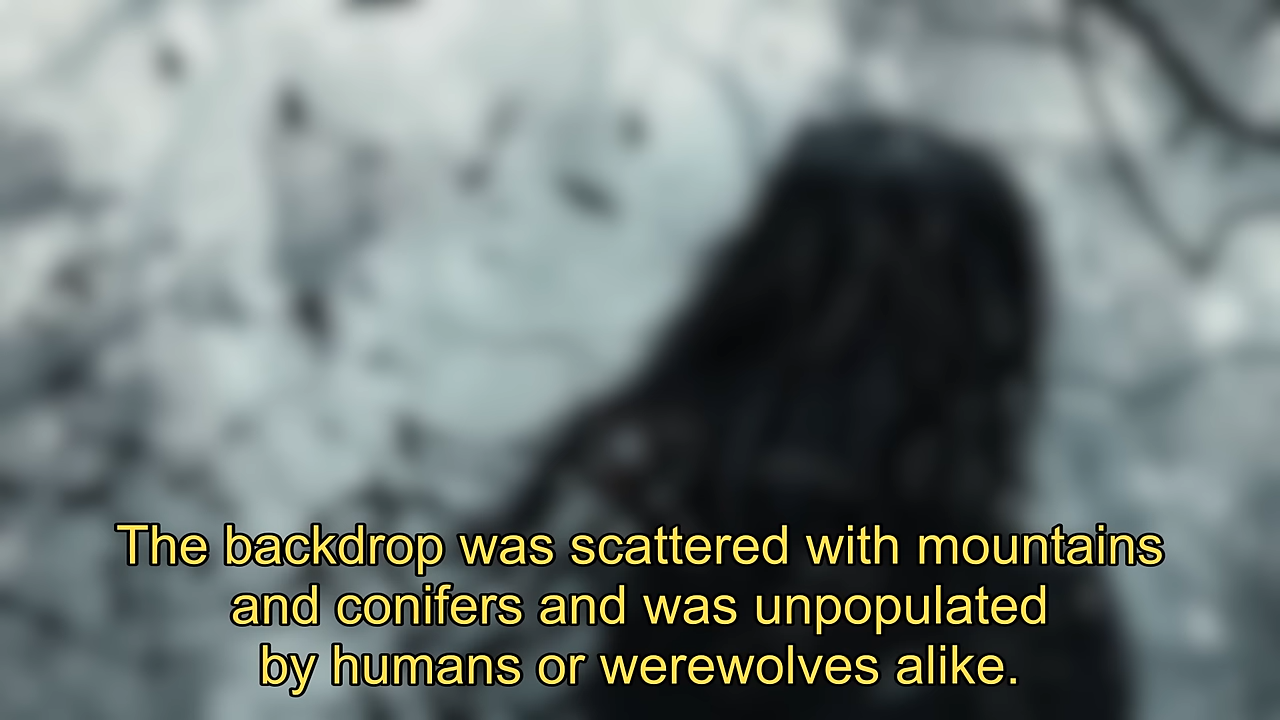 The backdrop was scattered with mountains
and conifers and was unpopulated
by humans or werewolves alike.